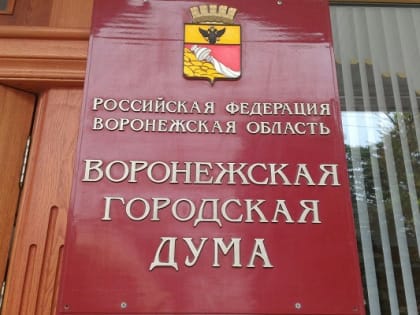 РОССИЙСКАЯ ФЕДЕРАЦИЯ
ВОРОНЕЖСКАЯ ОБЛАСТЬ
ВОРОНЕЖСКАЯ
ГОРОДСКАЯ
ДУМА